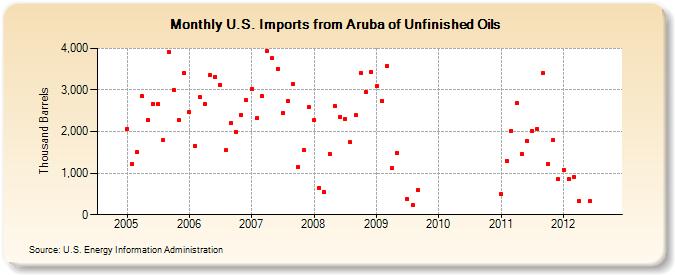 Monthly U.S. Imports from Aruba of Unfinished Oils
Thousand Barrels
4,000
3,000
2,000
1,000
0
2005 2006 2007 2008 2009 2010 2011 2012
Source: U.S. Energy Information Administration